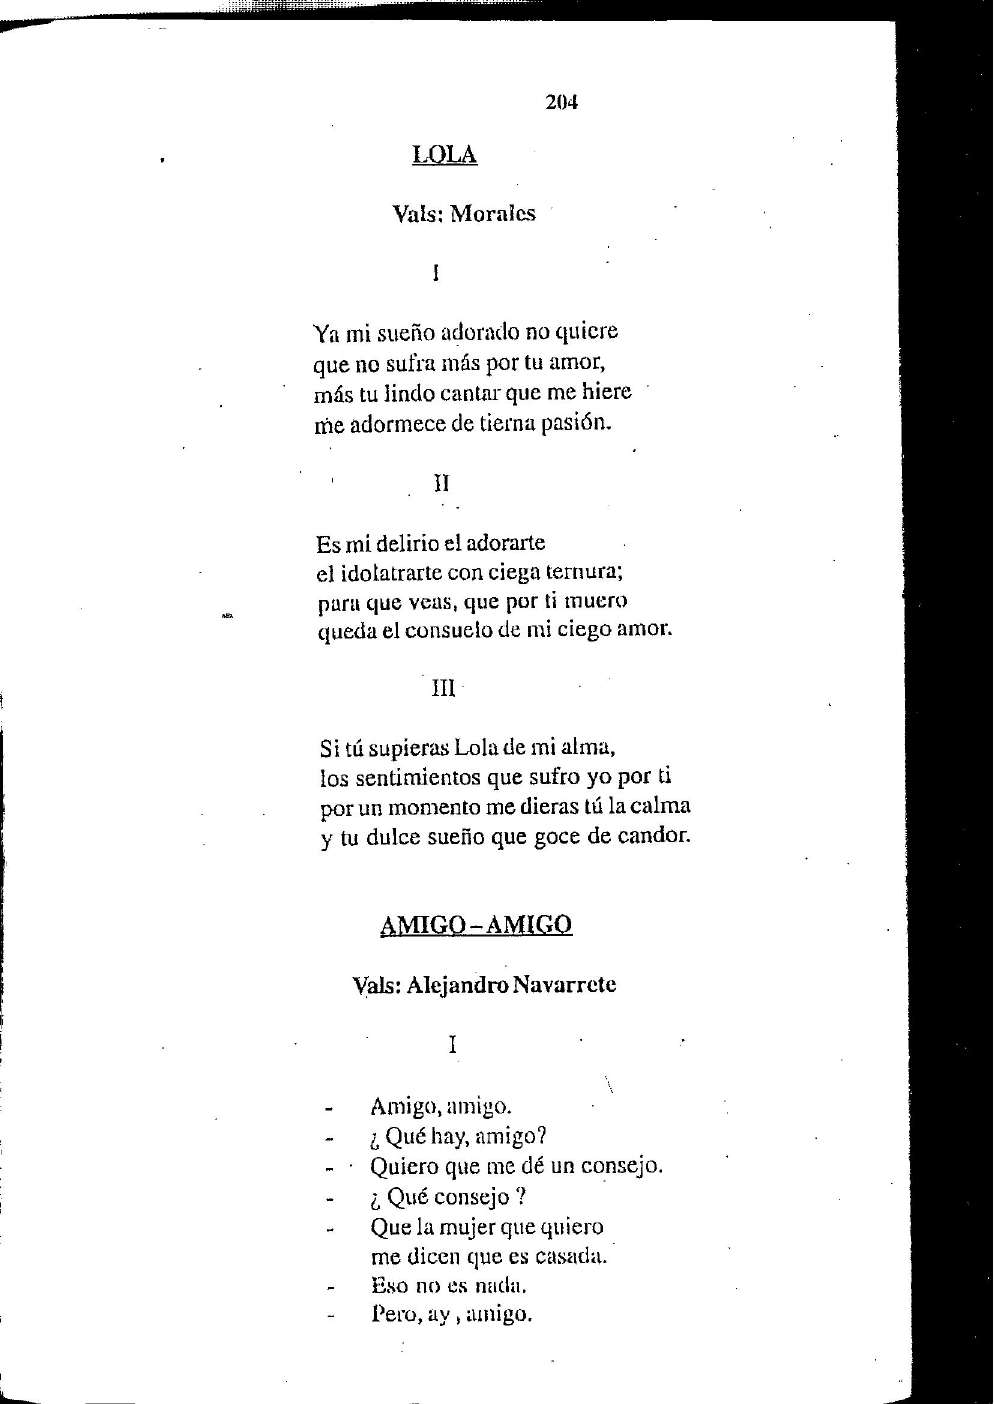 204
LOLA
Vals: Morales
I
Ya mi sueño adorado no quiere
que no sufra más por tu amor,
más tu lindo cantar que me hiere
me adormece de tierna pasión.
II
Es mi delirio el adorarte
el idolatrarte con ciega ternura;
para que veas, que por ti muero
queda el consuelo de mi ciego amor.
III
Si tú supieras Lola de mi alma,
los sentimientos que sufro yo por ti
por un momento me dieras tú la calma
y tu dulce sueño que goce de candor.
AMIGO – AMIGO
Vals: Alejandro Navarrete
I
- Amigo, amigo.
- ¿ Qué hay, amigo?
- Quiero que me dé un consejo.
- ¿ Qué consejo ?
- Que la mujer que quiero
me dicen que es casada.
- Eso no es nada.
- Pero, ay , amigo.